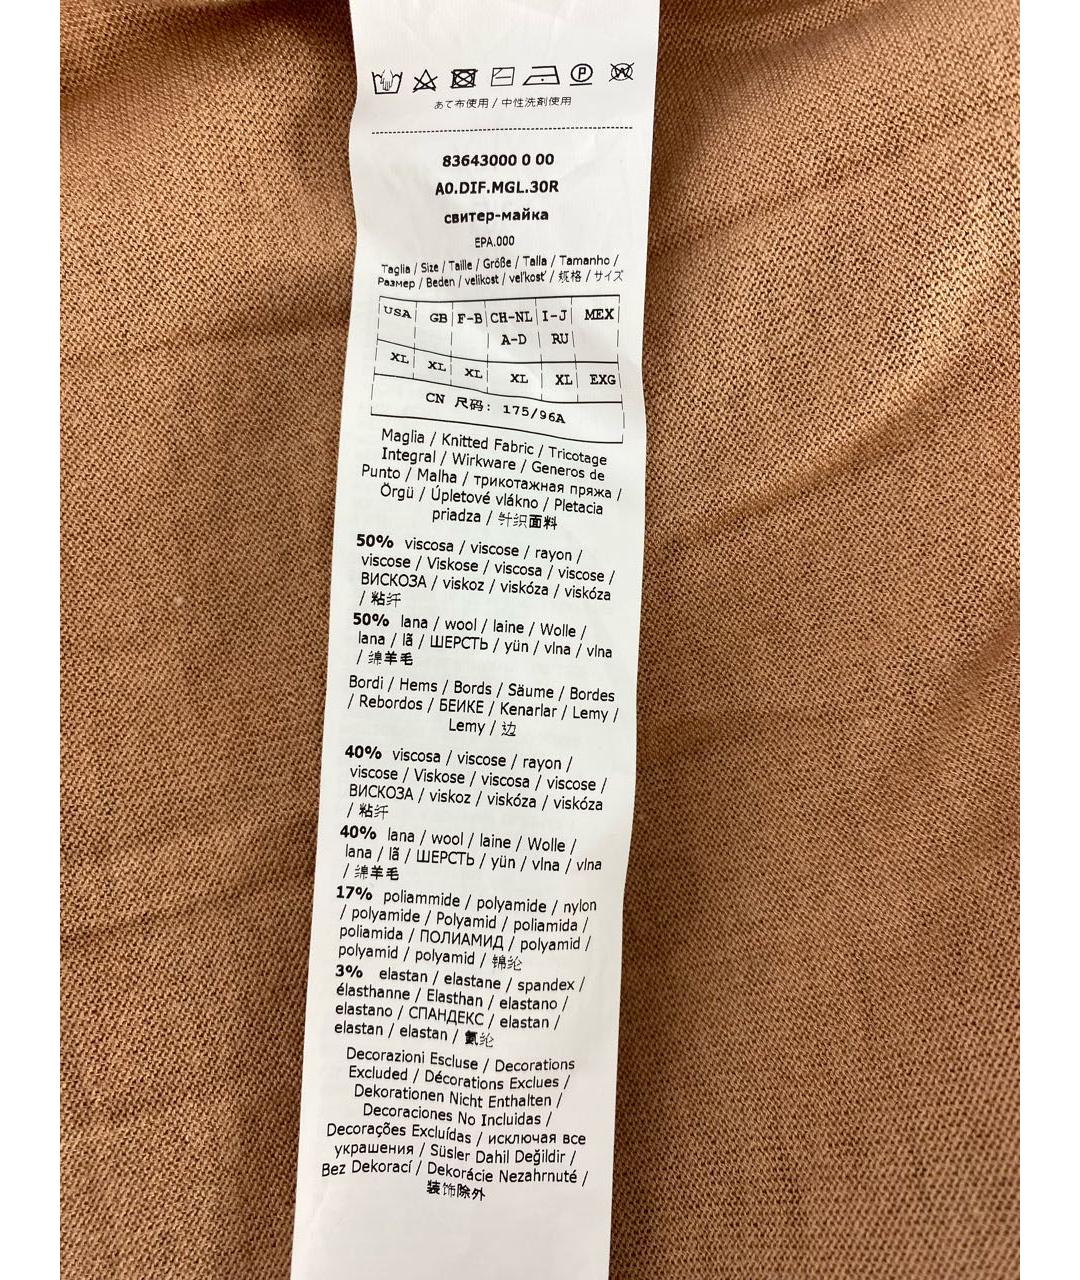 あて布使用 / 中性洗剤使用
83643000 0 00
A0.DIF.MGL.30R
свитер-майка
EPA.000
Taglia / Size / Taille / Größe / Talla / Tamanho /
Размер / Beden / velikost / veľkosť / 规格 / サイズ
USA GB F-B CH-NL I-J MEX
A-D RU
XL XL XL XL XL EXG
CN 尺码: 175/96A
Maglia / Knitted Fabric / Tricotage
Integral / Wirkware / Generos de
Punto / Malha / трикотажная пряжа /
Örgü / Úpletové vlákno / Pletacia
priadza / 针织面料
50% viscosa / viscose / rayon /
viscose / Viskose / viscosa / viscose /
ВИСКОЗА / viskoz / viskóza / viskóza
/ 粘纤
50% lana / wool / laine / Wolle /
lana / lã / ШЕРСТЬ / yün / vlna / vlna
/ 绵羊毛
Bordi / Hems / Bords / Säume / Bordes
/ Rebordos / БЕИКЕ / Kenarlar / Lemy /
Lemy / 边
40% viscosa / viscose / rayon /
viscose / Viskose / viscosa / viscose /
ВИСКОЗА / viskoz / viskóza / viskóza
/ 粘纤
40% lana / wool / laine / Wolle /
lana / lã / ШЕРСТЬ / yün / vlna / vlna
/ 绵羊毛
17% poliammide / polyamide / nylon
/ polyamide / Polyamid / poliamida /
poliamida / ПОЛИАМИД / polyamid /
polyamid / polyamid / 锦纶
3% elastan / elastane / spandex /
élasthanne / Elasthan / elastano /
elastano / СПАНДЕКС / elastan /
elastan / elastan / 氨纶
Decorazioni Escluse / Decorations
Excluded / Décorations Exclues /
Dekorationen Nicht Enthalten /
Decoraciones No Incluidas /
Decorações Excluídas / исключая все
украшения / Süsler Dahil Değildir /
Bez Dekorací / Dekorácie Nezahrnuté /
装饰除外